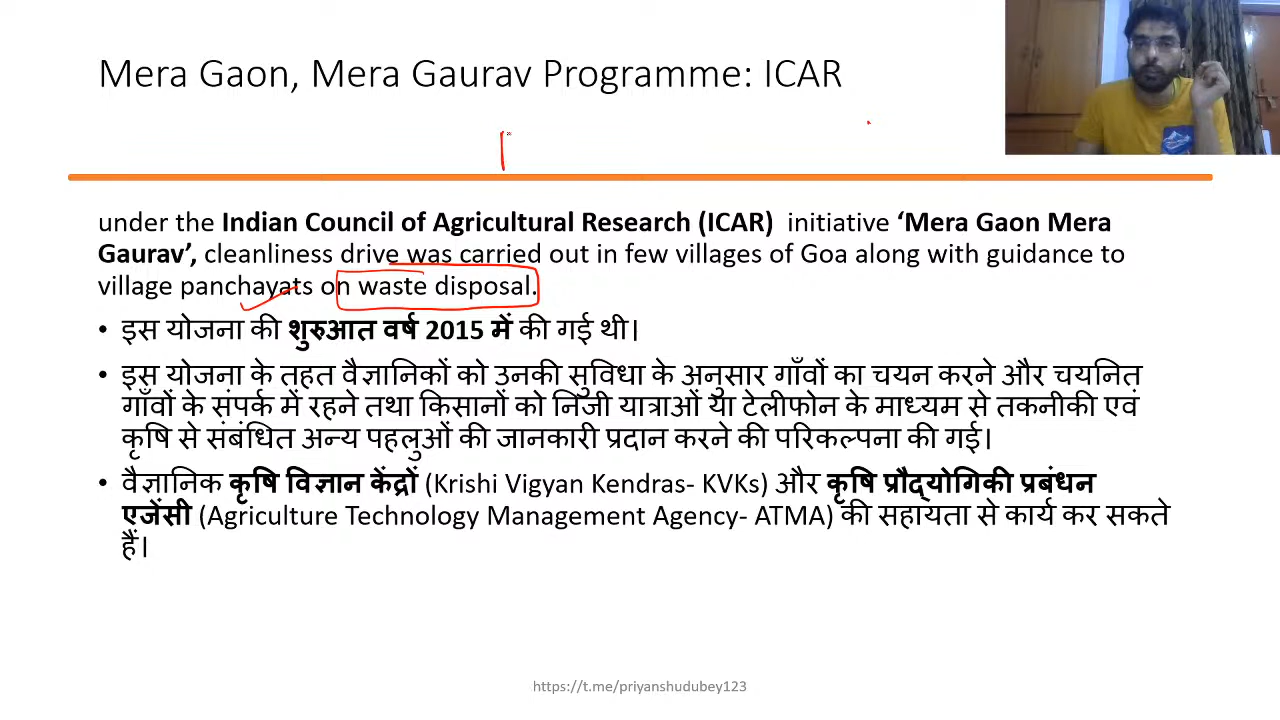 Mera Gaon, Mera Gaurav Programme: ICAR
under the Indian Council of Agricultural Research (ICAR) initiative ‘Mera Gaon Mera
Gaurav’, cleanliness drive was carried out in few villages of Goa along with guidance to
village panchayats on waste disposal.
• इस योजना की शुरुआत वर्ष 2015 में की गई थी।
• इस योजना के तहत वैज्ञानिकों को उनकी सुविधा के अनुसार गाँवों का चयन करने और चयनित
गाँवों के संपर्क में रहने तथा किसानों को निजी यात्राओं या टेलीफोन के माध्यम से तकनीकी एवं
कृषि से संबंधित अन्य पहलुओं की जानकारी प्रदान करने की परिकल्पना की गई।
• वैज्ञानिक कृषि विज्ञान केंद्रों (Krishi Vigyan Kendras- KVKs) और कृषि प्रौद्योगिकी प्रबंधन
एजेंसी (Agriculture Technology Management Agency- ATMA) की सहायता से कार्य कर सकते
हैं।
https://t.me/priyanshudubey123